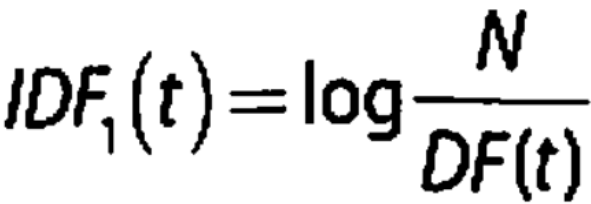 IDF₁(t) = log N / DF(t)